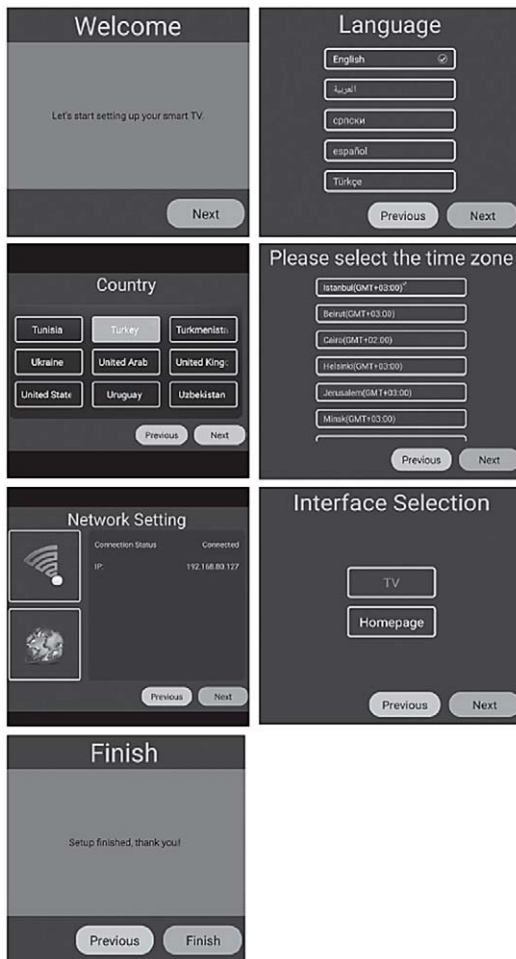 Welcome
Let's start setting up your smart TV.
Next
Language
English
العربية
српски
español
Türkçe
Previous Next
Country
Tunisia Turkey Turkmenista
Ukraine United Arab United King
United State Uruguay Uzbekistan
Previous Next
Please select the time zone
Istanbul(GMT+03:00)
Beirut(GMT+03:00)
Cairo(GMT+02:00)
Helsinki(GMT+03:00)
Jerusalem(GMT+03:00)
Minsk(GMT+03:00)
Previous Next
Network Setting
Connection Status Connected
IP: 192.168.80.127
Previous Next
Interface Selection
TV
Homepage
Previous Next
Finish
Setup finished, thank you!
Previous Finish